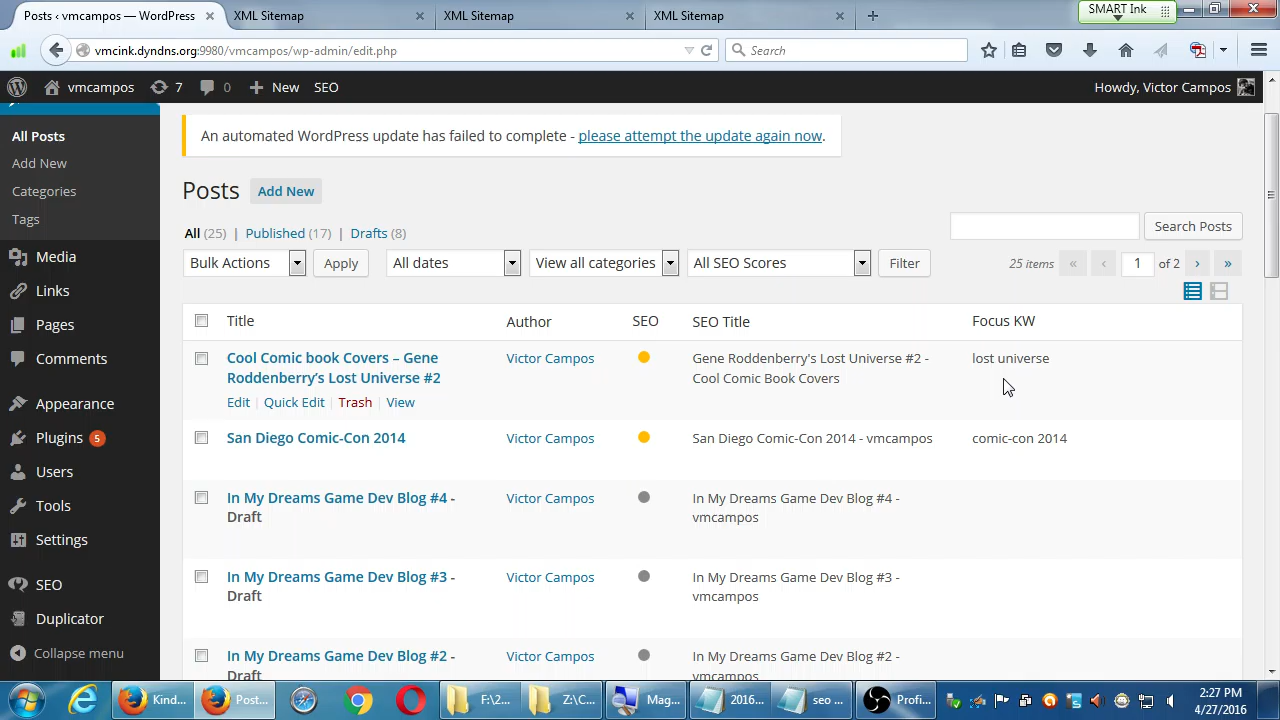 Posts ‹ vmcampos — WordPress
XML Sitemap
XML Sitemap
XML Sitemap
SMART Ink
vmcink.dyndns.org:9980/vmcampos/wp-admin/edit.php
Search
vmcampos
7
0
New
SEO
Howdy, Victor Campos
All Posts
Add New
Categories
Tags
Media
Links
Pages
Comments
Appearance
Plugins 5
Users
Tools
Settings
SEO
Duplicator
Collapse menu
An automated WordPress update has failed to complete - please attempt the update again now.
Posts Add New
All (25) | Published (17) | Drafts (8)
Search Posts
Bulk Actions Apply All dates View all categories All SEO Scores Filter 25 items « ‹ 1 of 2 › »
Title Author SEO SEO Title Focus KW
Cool Comic book Covers – Gene
Roddenberry’s Lost Universe #2
Edit | Quick Edit | Trash | View
Victor Campos
Gene Roddenberry's Lost Universe #2 -
Cool Comic Book Covers
lost universe
San Diego Comic-Con 2014
Victor Campos
San Diego Comic-Con 2014 - vmcampos
comic-con 2014
In My Dreams Game Dev Blog #4 -
Draft
Victor Campos
In My Dreams Game Dev Blog #4 -
vmcampos
In My Dreams Game Dev Blog #3 -
Draft
Victor Campos
In My Dreams Game Dev Blog #3 -
vmcampos
In My Dreams Game Dev Blog #2 -
Draft
Victor Campos
In My Dreams Game Dev Blog #2 -
vmcampos
Kind...
Post...
F:\2...
Z:\C...
Mag...
2016...
seo ...
Profi...
2:27 PM
4/27/2016